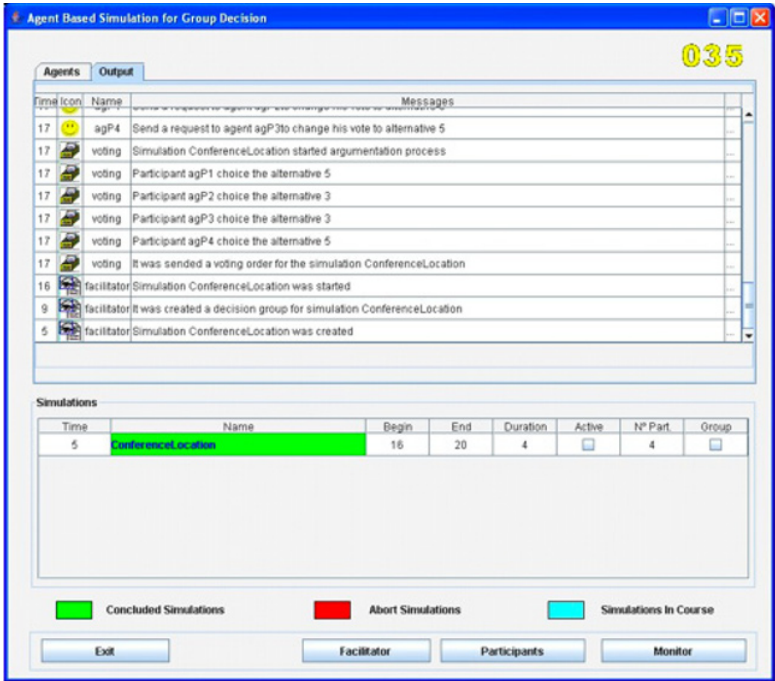 Agent Based Simulation for Group Decision
035
Agents Output
Time Icon Name Messages
17 agP4 Send a request to agent agP3to change his vote to alternative 5 ...
17 voting Simulation ConferenceLocation started argumentation process ...
17 voting Participant agP1 choice the alternative 5 ...
17 voting Participant agP2 choice the alternative 3 ...
17 voting Participant agP3 choice the alternative 3 ...
17 voting Participant agP4 choice the alternative 5 ...
17 voting It was sended a voting order for the simulation ConferenceLocation ...
16 facilitator Simulation ConferenceLocation was started ...
9 facilitator It was created a decision group for simulation ConferenceLocation ...
5 facilitator Simulation ConferenceLocation was created ...
Simulations
Time Name Begin End Duration Active Nº Part. Group
5 ConferenceLocation 16 20 4 4
Concluded Simulations Abort Simulations Simulations In Course
Exit Facilitator Participants Monitor